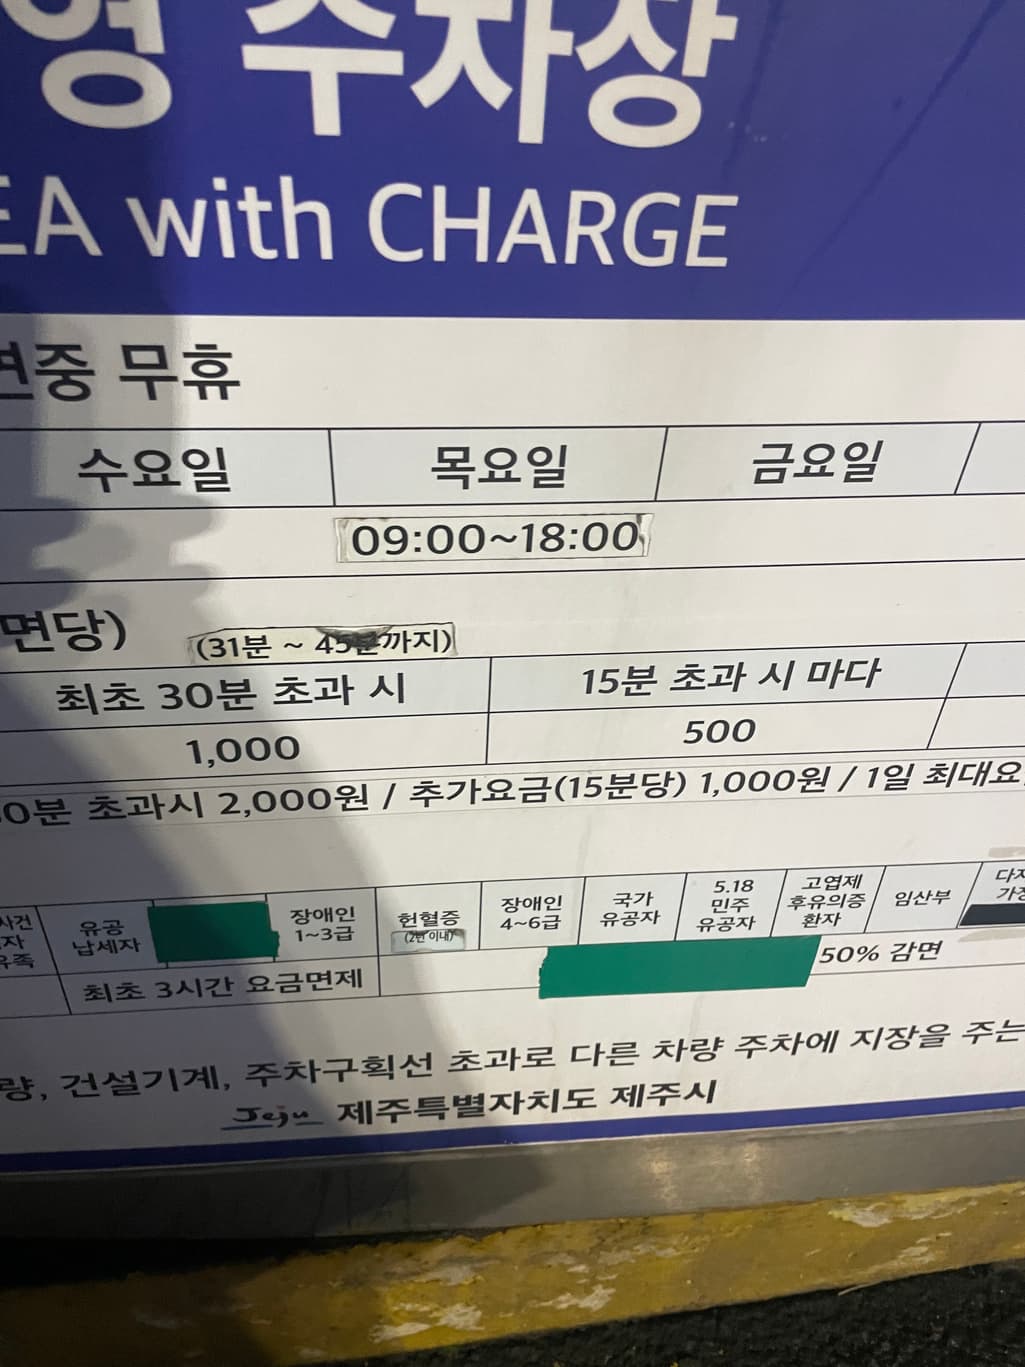 영 주차장
EA with CHARGE
연중 무휴
수요일 목요일 금요일
09:00~18:00
면당)
(31분 ~ 45분까지)
최초 30분 초과 시 15분 초과 시 마다
1,000 500
0분 초과시 2,000원 / 추가요금(15분당) 1,000원 / 1일 최대요
사건
자
유족
유공
납세자
장애인
1~3급
헌혈증
(2년 이내)
장애인
4~6급
국가
유공자
5.18
민주
유공자
고엽제
후유의증
환자
임산부
다자
가정
최초 3시간 요금면제 50% 감면
량, 건설기계, 주차구획선 초과로 다른 차량 주차에 지장을 주는
Jeju 제주특별자치도 제주시